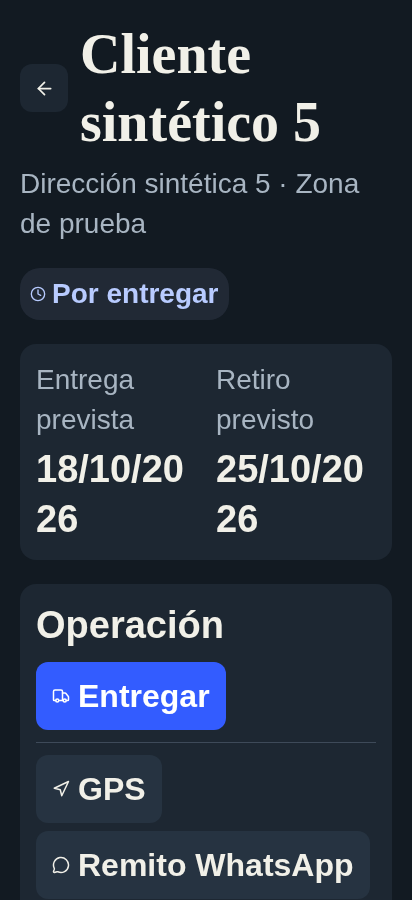 Cliente
sintético 5
Dirección sintética 5 · Zona
de prueba
Por entregar
Entrega
prevista
18/10/20
26
Retiro
previsto
25/10/20
26
Operación
Entregar
GPS
Remito WhatsApp